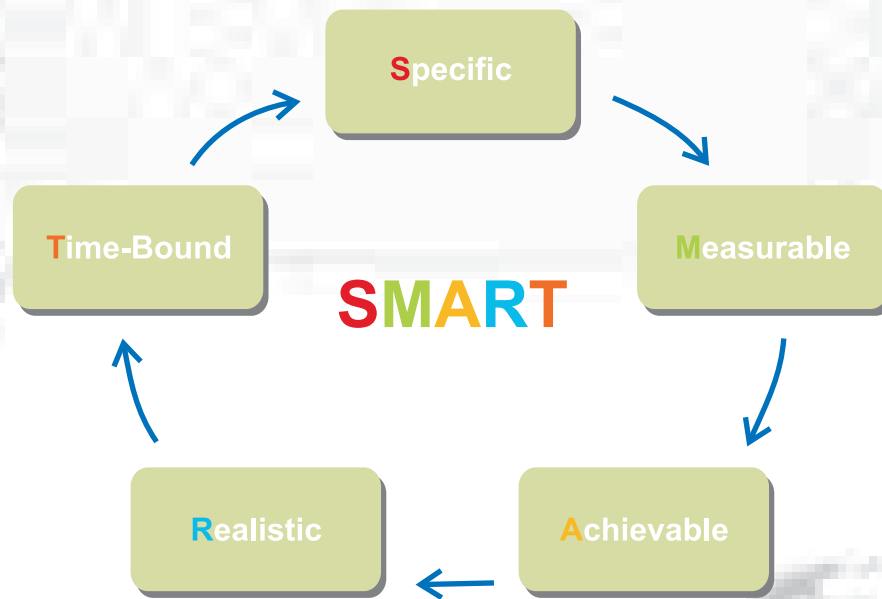 Specific
Measurable
Achievable
Realistic
Time-Bound
SMART